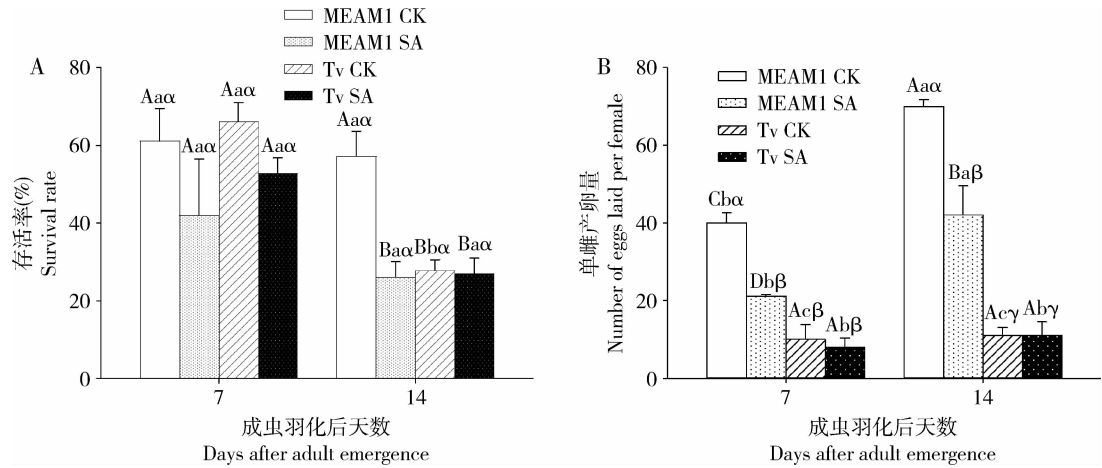 A
MEAM1 CK
MEAM1 SA
Tv CK
Tv SA
存活率(%)
Survival rate
80
60
40
20
0
Aaα
Aaα
Aaα
Aaα
Aaα
Baα
Bbα
Baα
7
14
成虫羽化后天数
Days after adult emergence
B
MEAM1 CK
MEAM1 SA
Tv CK
Tv SA
单雌产卵量
Number of eggs laid per female
80
60
40
20
0
Cbα
Dbβ
Acβ
Abβ
Aaα
Baβ
Acγ
Abγ
7
14
成虫羽化后天数
Days after adult emergence